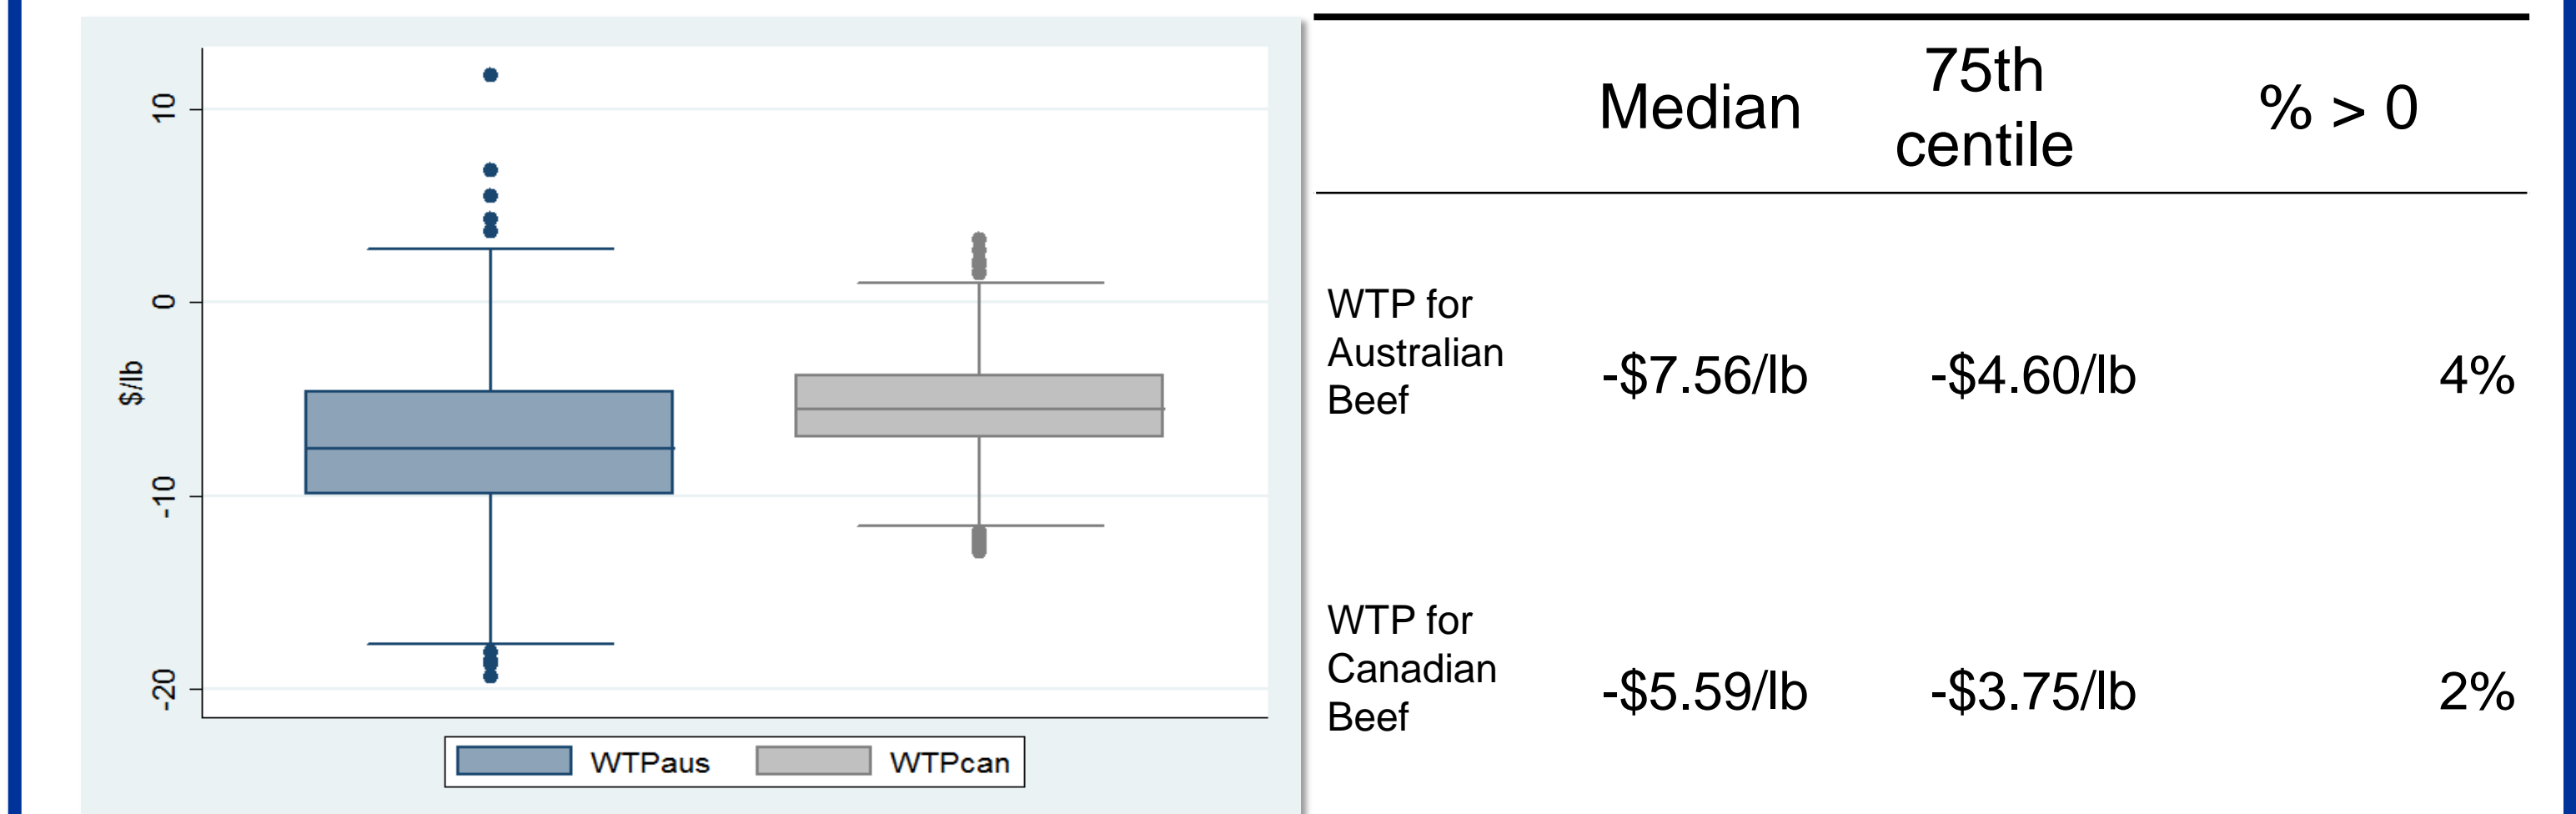 10
0
-10
-20
$/lb
WTPaus WTPcan
Median 75th centile % > 0
WTP for
Australian
Beef
-$7.56/lb -$4.60/lb 4%
WTP for
Canadian
Beef
-$5.59/lb -$3.75/lb 2%